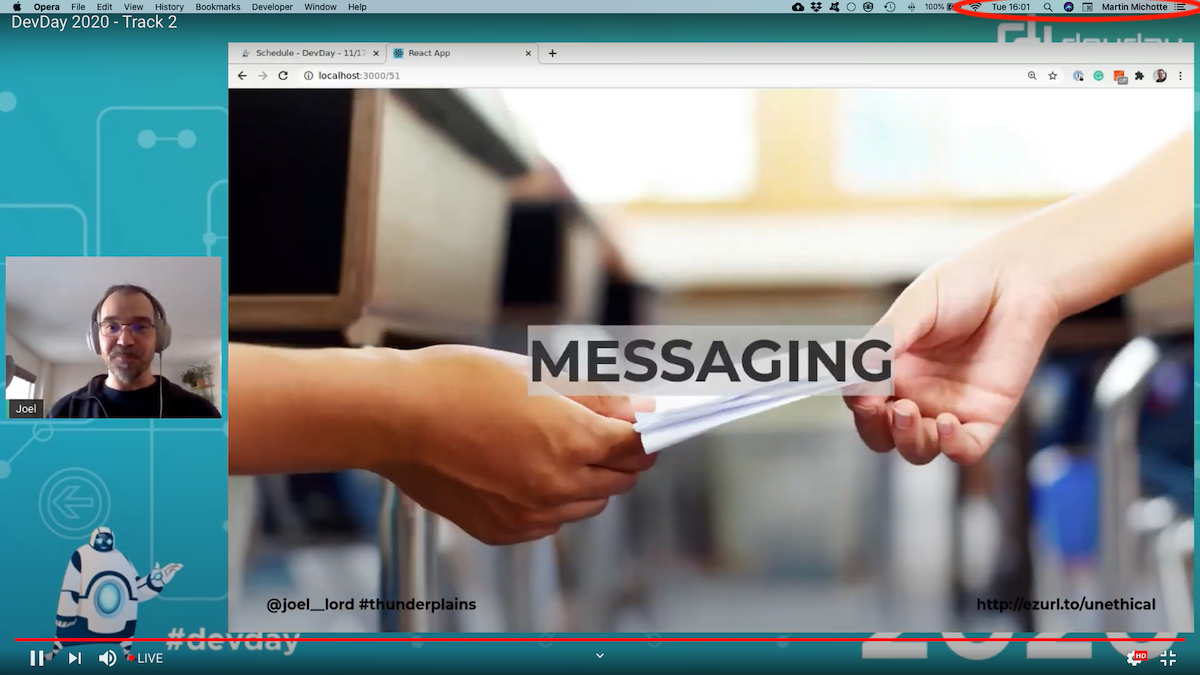 Opera File Edit View History Bookmarks Developer Window Help 100% Tue 16:01 Martin Michotte
DevDay 2020 - Track 2
devday
Schedule - DevDay - 11/17 React App
localhost:3000/51
MESSAGING
Joel
@joel__lord #thunderplains http://ezurl.to/unethical
#devday 2020
LIVE HD